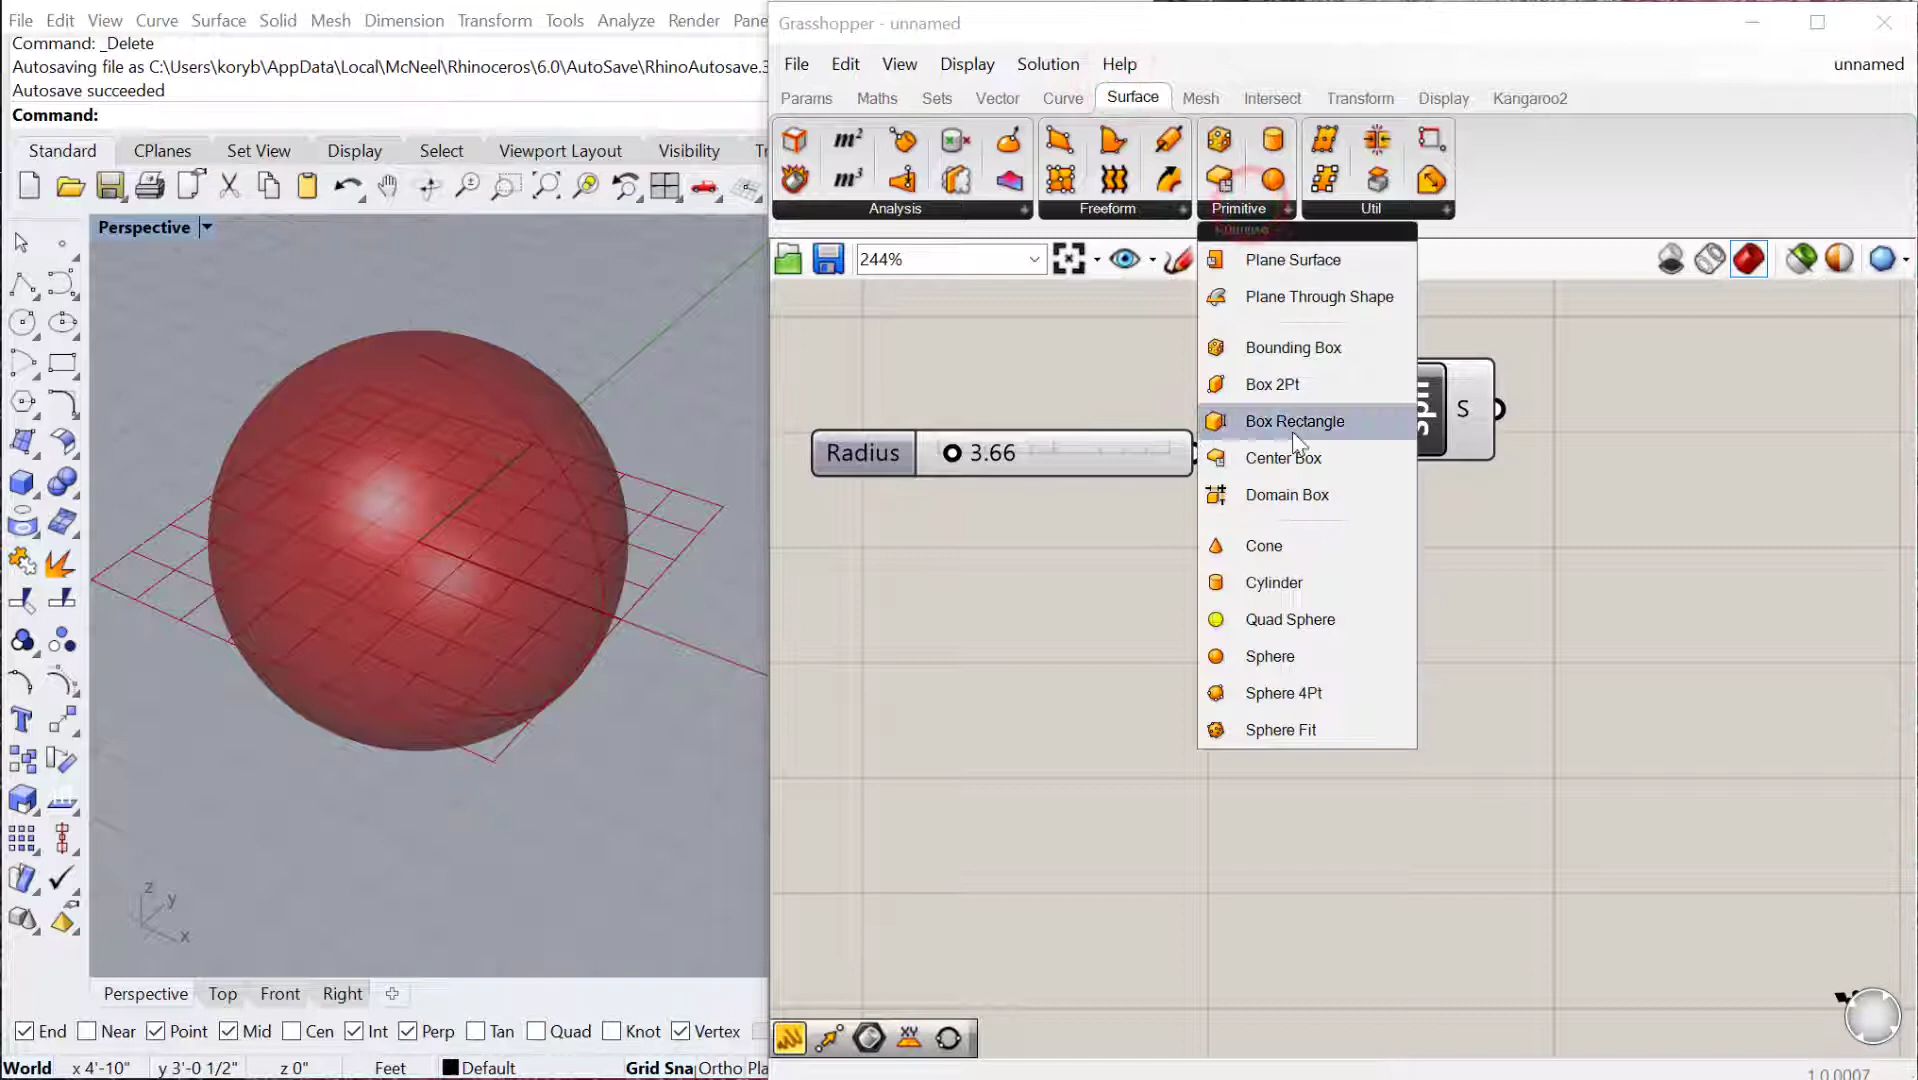 File Edit View Curve Surface Solid Mesh Dimension Transform Tools Analyze Render Pane
Command: _Delete
Autosaving file as C:\Users\koryb\AppData\Local\McNeel\Rhinoceros\6.0\AutoSave\RhinoAutosave.3
Autosave succeeded
Command:
Standard CPlanes Set View Display Select Viewport Layout Visibility Tr
Perspective
z
y
x
Perspective Top Front Right
End Near Point Mid Cen Int Perp Tan Quad Knot Vertex
World x 4'-10" y 3'-0 1/2" z 0" Feet Default Grid Sna Ortho Pla
Grasshopper - unnamed
File Edit View Display Solution Help unnamed
Params Maths Sets Vector Curve Surface Mesh Intersect Transform Display Kangaroo2
m²
m³
Analysis Freeform Primitive Util
244%
Primitive
Plane Surface
Plane Through Shape
Bounding Box
Box 2Pt
Box Rectangle
Center Box
Domain Box
Cone
Cylinder
Quad Sphere
Sphere
Sphere 4Pt
Sphere Fit
Radius 3.66
S
XY
1.0.0007